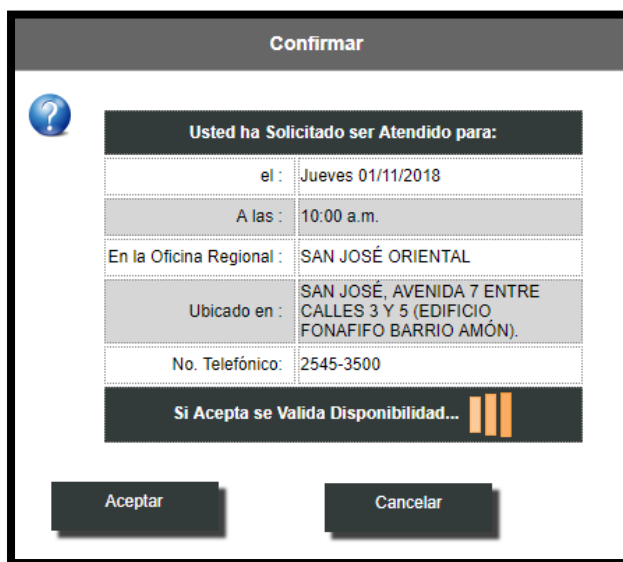 Confirmar
Usted ha Solicitado ser Atendido para:
el : Jueves 01/11/2018
A las : 10:00 a.m.
En la Oficina Regional : SAN JOSÉ ORIENTAL
Ubicado en : SAN JOSÉ, AVENIDA 7 ENTRE
CALLES 3 Y 5 (EDIFICIO
FONAFIFO BARRIO AMÓN).
No. Telefónico: 2545-3500
Si Acepta se Valida Disponibilidad...
Aceptar Cancelar